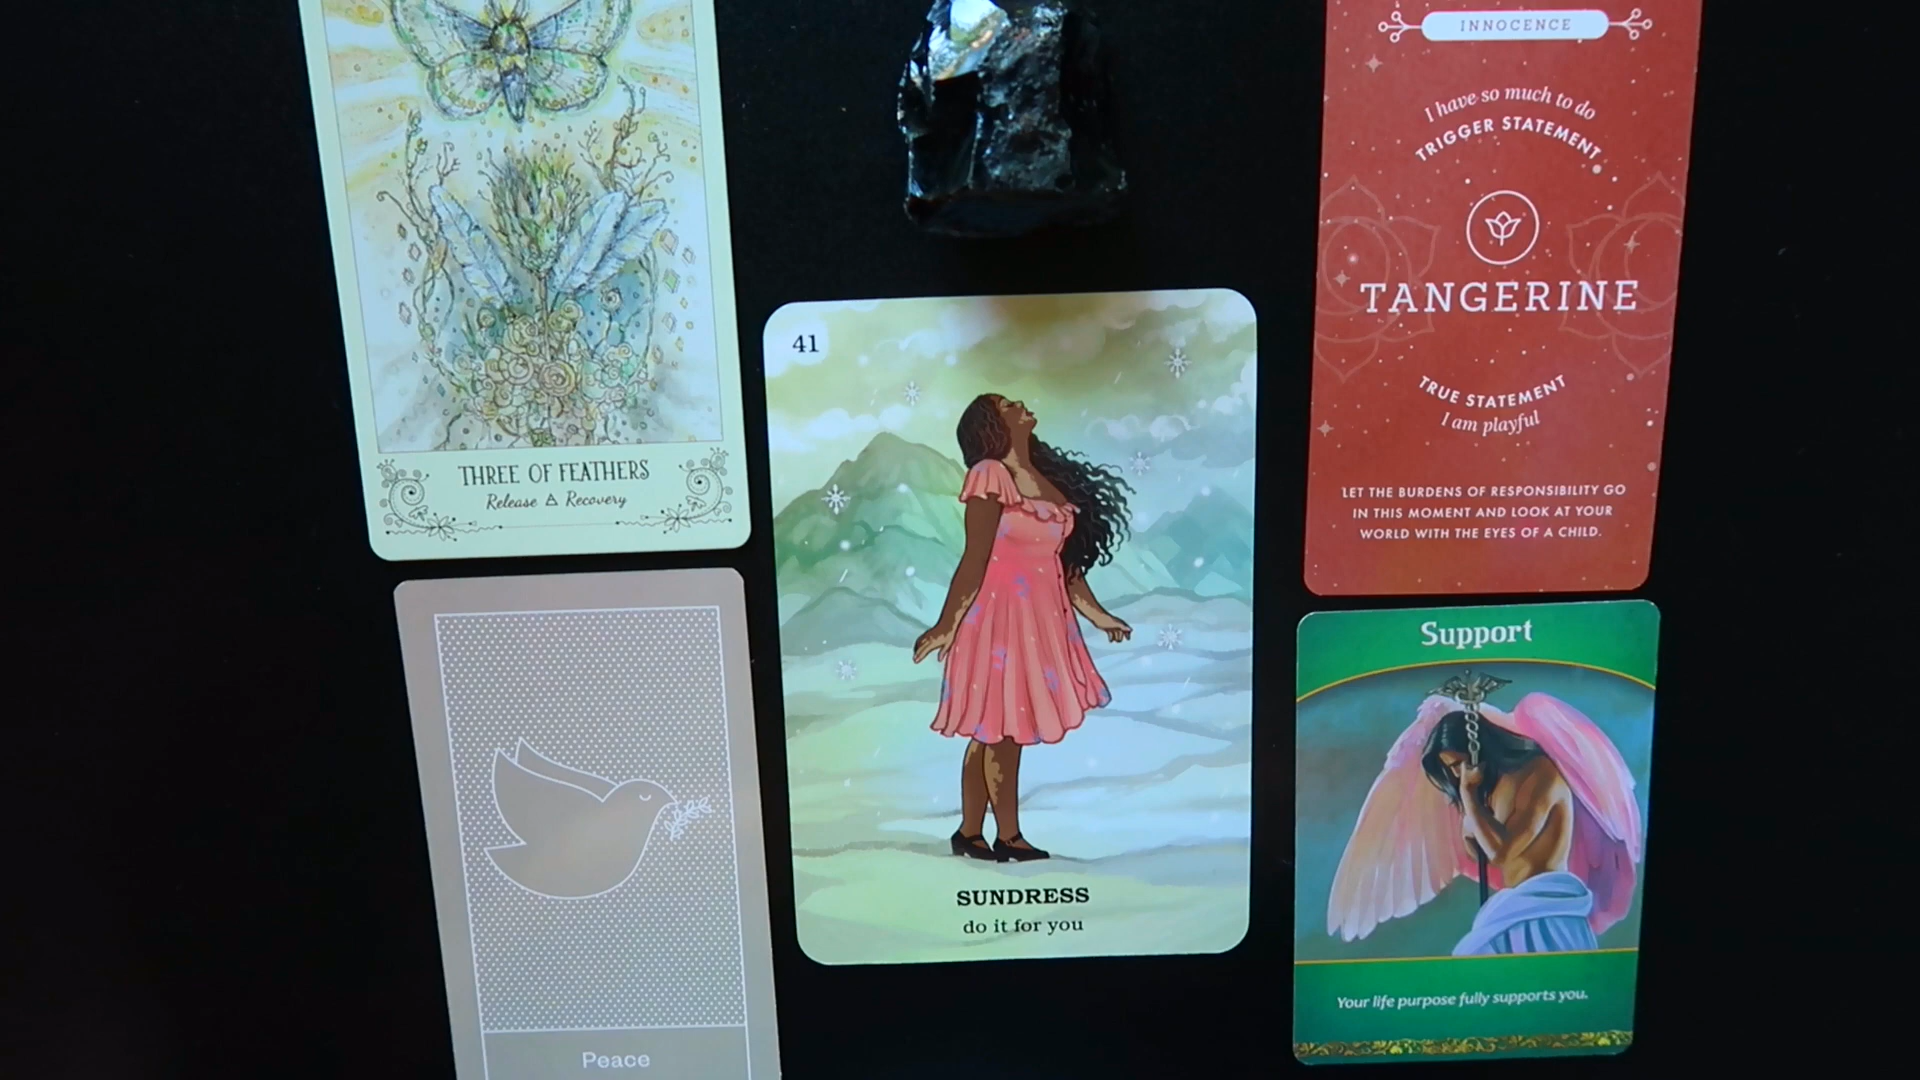 THREE OF FEATHERS
Release △ Recovery
Peace
41
SUNDRESS
do it for you
INNOCENCE
I have so much to do
TRIGGER STATEMENT
TANGERINE
TRUE STATEMENT
I am playful
LET THE BURDENS OF RESPONSIBILITY GO
IN THIS MOMENT AND LOOK AT YOUR
WORLD WITH THE EYES OF A CHILD.
Support
Your life purpose fully supports you.